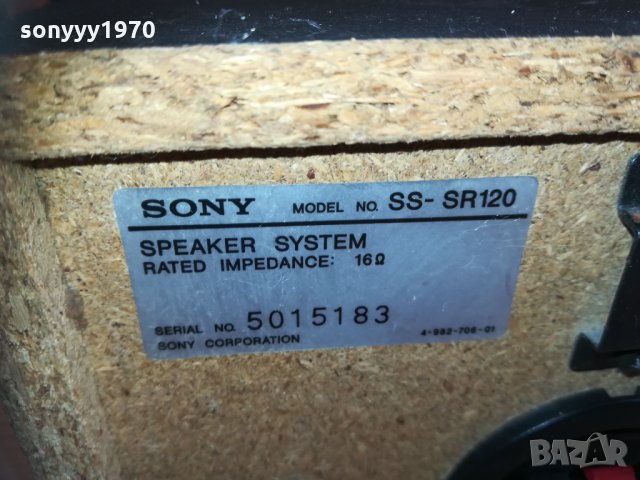 sonyyy1970
SONY MODEL NO. SS-SR120
SPEAKER SYSTEM
RATED IMPEDANCE: 16Ω
SERIAL NO. 5015183
SONY CORPORATION 4-982-706-01
BAZAR